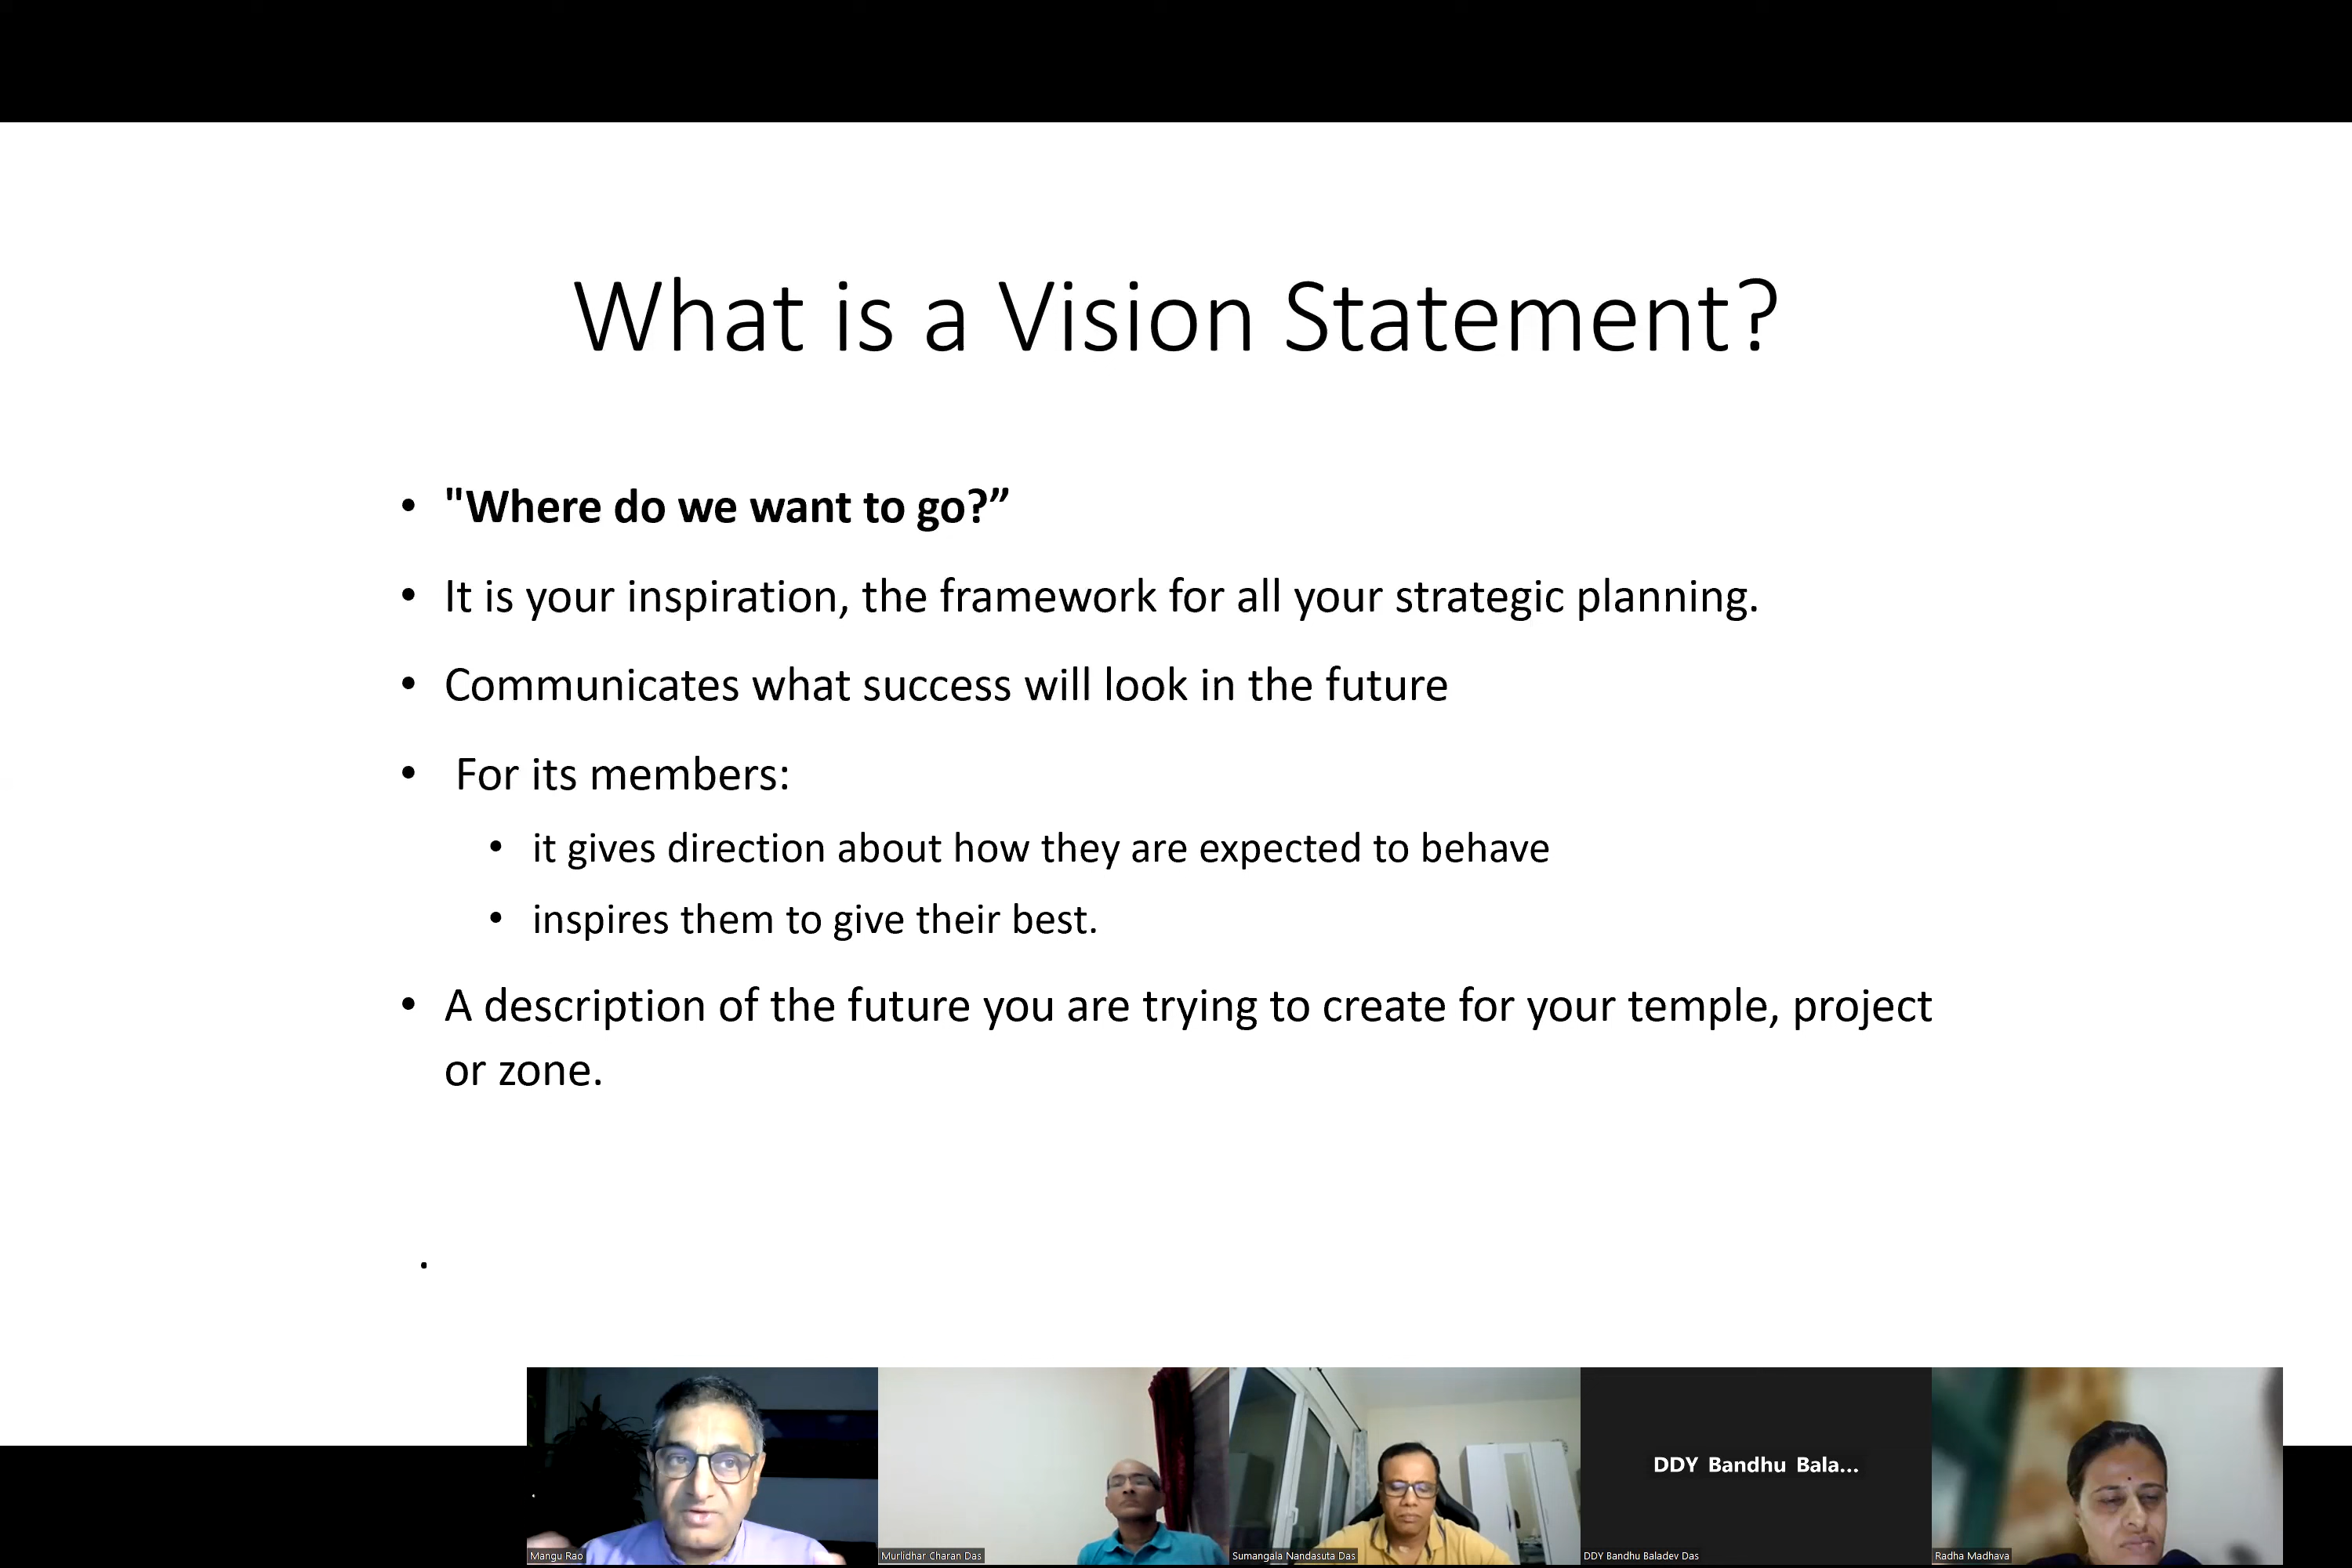 What is a Vision Statement?
• "Where do we want to go?”
• It is your inspiration, the framework for all your strategic planning.
• Communicates what success will look in the future
• For its members:
• it gives direction about how they are expected to behave
• inspires them to give their best.
• A description of the future you are trying to create for your temple, project
or zone.
.
DDY Bandhu Bala...
Mangu Rao
Murlidhar Charan Das
Sumangala Nandasuta Das
DDY Bandhu Baladev Das
Radha Madhava